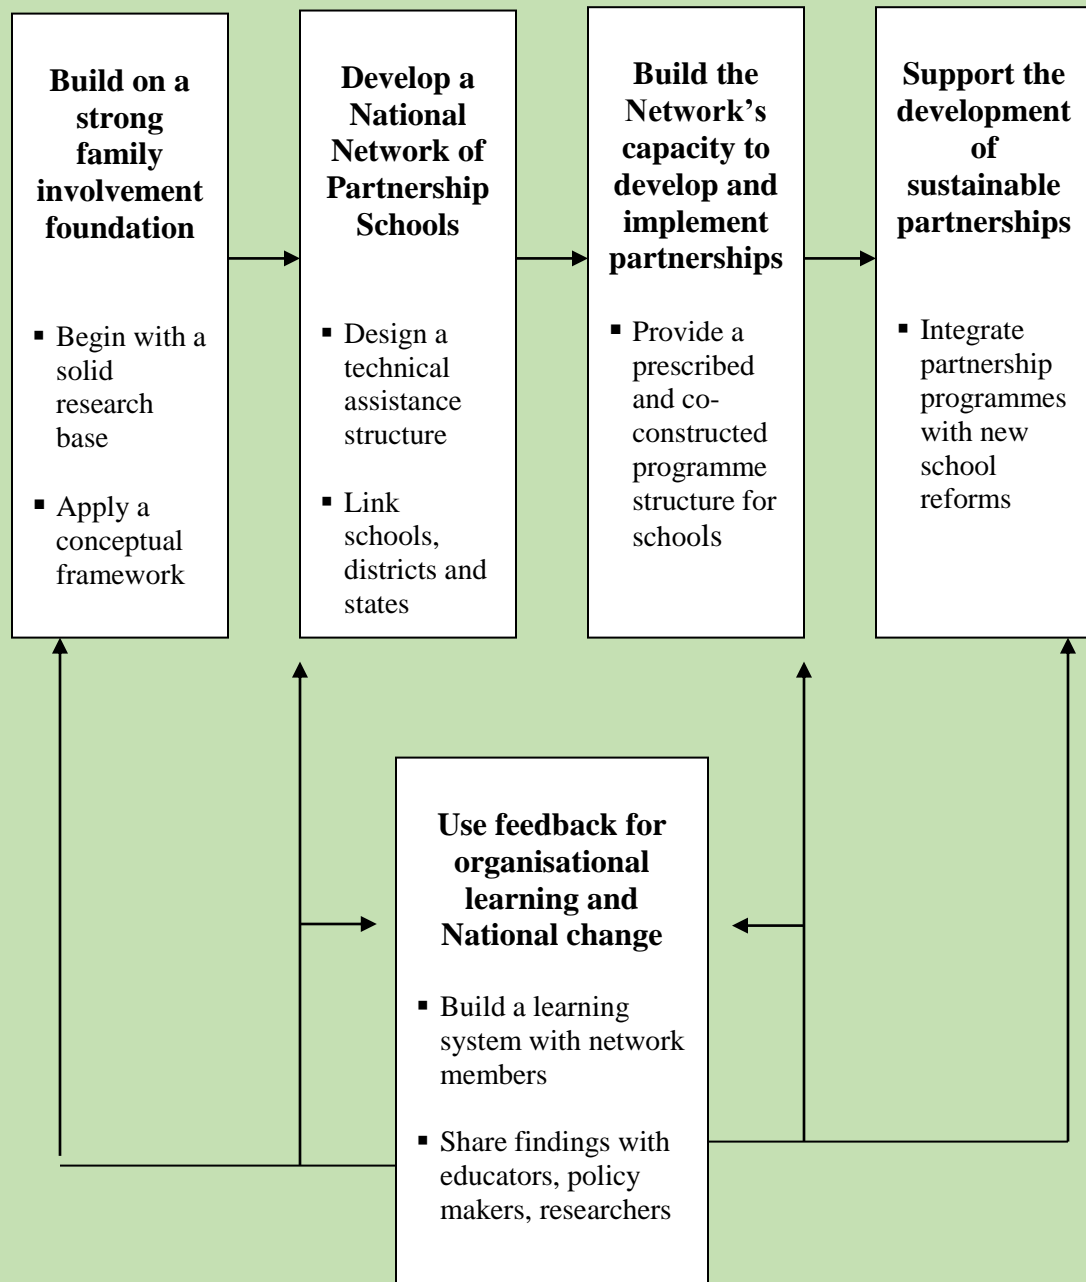 Build on a
strong
family
involvement
foundation
▪ Begin with a
solid
research
base
▪ Apply a
conceptual
framework
Develop a
National
Network of
Partnership
Schools
▪ Design a
technical
assistance
structure
▪ Link
schools,
districts and
states
Build the
Network’s
capacity to
develop and
implement
partnerships
▪ Provide a
prescribed
and co-
constructed
programme
structure for
schools
Support the
development
of
sustainable
partnerships
▪ Integrate
partnership
programmes
with new
school
reforms
Use feedback for
organisational
learning and
National change
▪ Build a learning
system with network
members
▪ Share findings with
educators, policy
makers, researchers